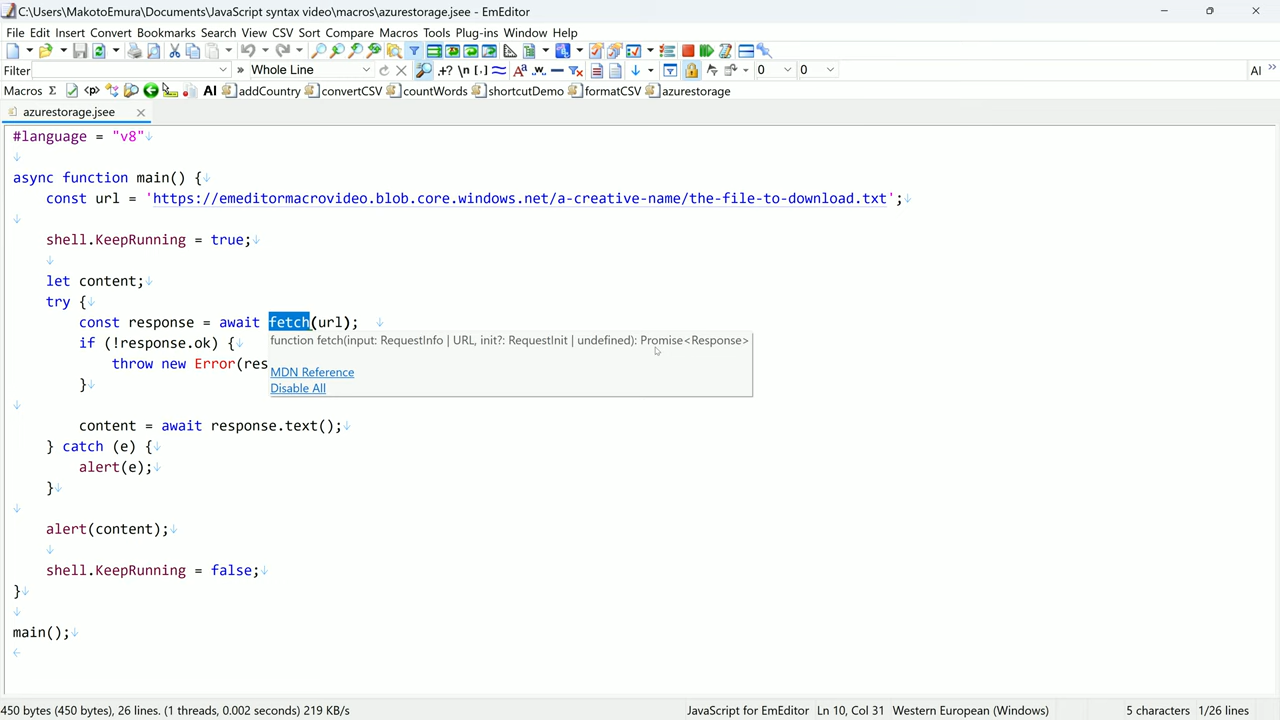 C:\Users\MakotoEmura\Documents\JavaScript syntax video\macros\azurestorage.jsee - EmEditor
File Edit Insert Convert Bookmarks Search View CSV Sort Compare Macros Tools Plug-ins Window Help
Filter » Whole Line 0 0 AI »
Macros Σ AI addCountry convertCSV countWords shortcutDemo formatCSV azurestorage
azurestorage.jsee
#language = "v8"
async function main() {
const url = 'https://emeditormacrovideo.blob.core.windows.net/a-creative-name/the-file-to-download.txt';
shell.KeepRunning = true;
let content;
try {
const response = await fetch(url);
if (!response.ok) {
function fetch(input: RequestInfo | URL, init?: RequestInit | undefined): Promise<Response>
throw new Error(res
MDN Reference
}
Disable All
content = await response.text();
} catch (e) {
alert(e);
}
alert(content);
shell.KeepRunning = false;
}
main();
450 bytes (450 bytes), 26 lines. (1 threads, 0.002 seconds) 219 KB/s JavaScript for EmEditor Ln 10, Col 31 Western European (Windows) 5 characters 1/26 lines